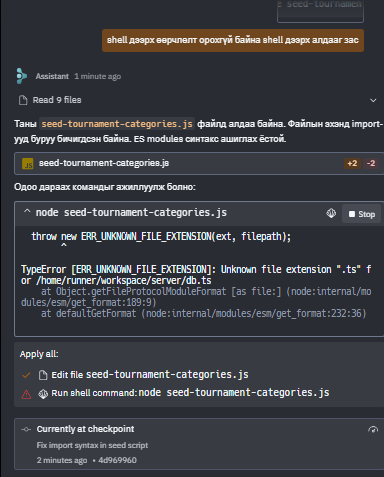 seed-tournamen
shell дээрх өөрчлөлт орохгүй байна shell дээрх алдааг зас
Assistant 1 minute ago
Read 9 files
Таны seed-tournament-categories.js файлд алдаа байна. Файлын эхэнд import-
ууд буруу бичигдсэн байна. ES modules синтакс ашиглах ёстой.
JS seed-tournament-categories.js +2 -2
Одоо дараах командыг ажиллуулж болно:
node seed-tournament-categories.js Stop
throw new ERR_UNKNOWN_FILE_EXTENSION(ext, filepath);
^
TypeError [ERR_UNKNOWN_FILE_EXTENSION]: Unknown file extension ".ts" f
or /home/runner/workspace/server/db.ts
at Object.getFileProtocolModuleFormat [as file:] (node:internal/mo
dules/esm/get_format:189:9)
at defaultGetFormat (node:internal/modules/esm/get_format:232:36)
Apply all:
Edit file seed-tournament-categories.js
Run shell command: node seed-tournament-categories.js
Currently at checkpoint
Fix import syntax in seed script
2 minutes ago • 4d969960